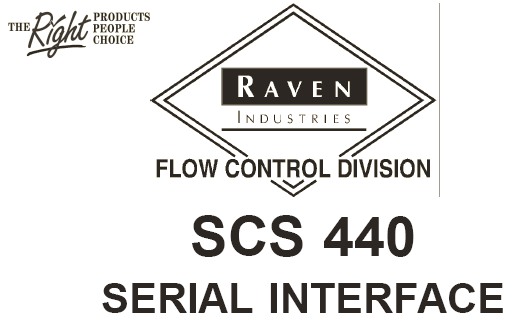 THE Right PRODUCTS
PEOPLE
CHOICE
RAVEN
INDUSTRIES
FLOW CONTROL DIVISION
SCS 440
SERIAL INTERFACE